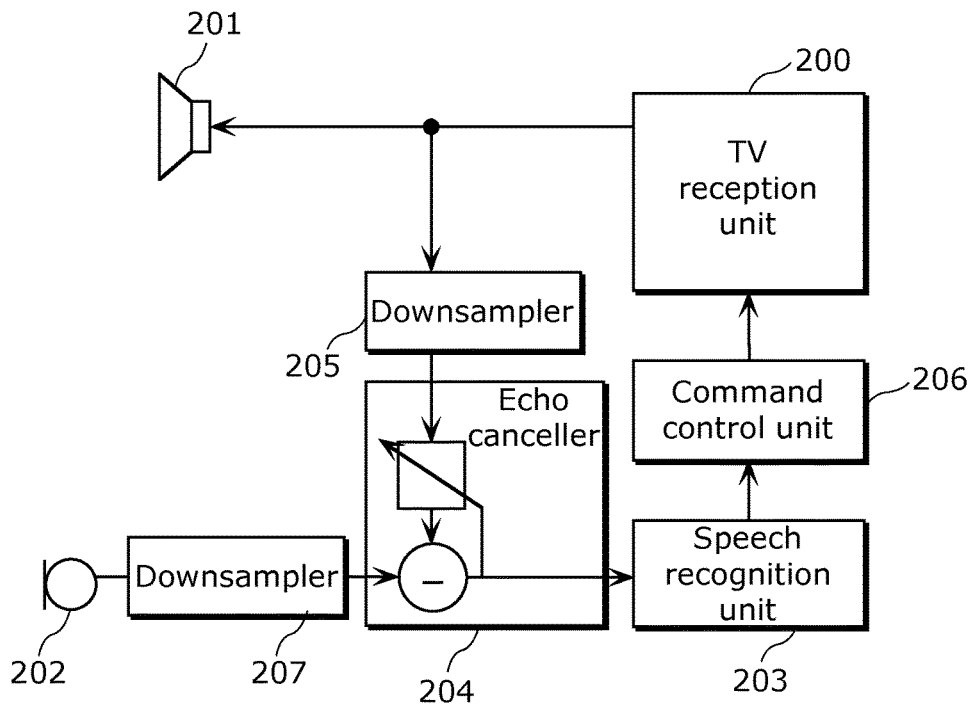 201
200
TV
reception
unit
Downsampler
205
Command
control unit
206
Echo
canceller
Downsampler
−
Speech
recognition
unit
202
207
204
203